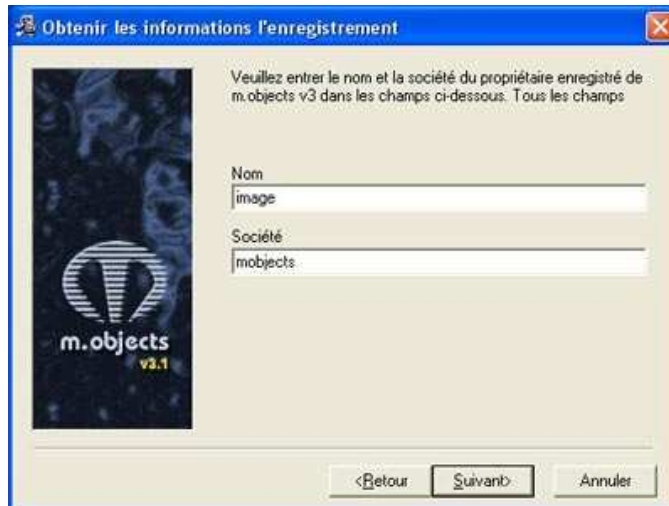 Obtenir les informations l'enregistrement
Veuillez entrer le nom et la société du propriétaire enregistré de
m.objects v3 dans les champs ci-dessous. Tous les champs
Nom
image
Société
mobjects
m.objects
v3.1
<Retour
Suivant>
Annuler